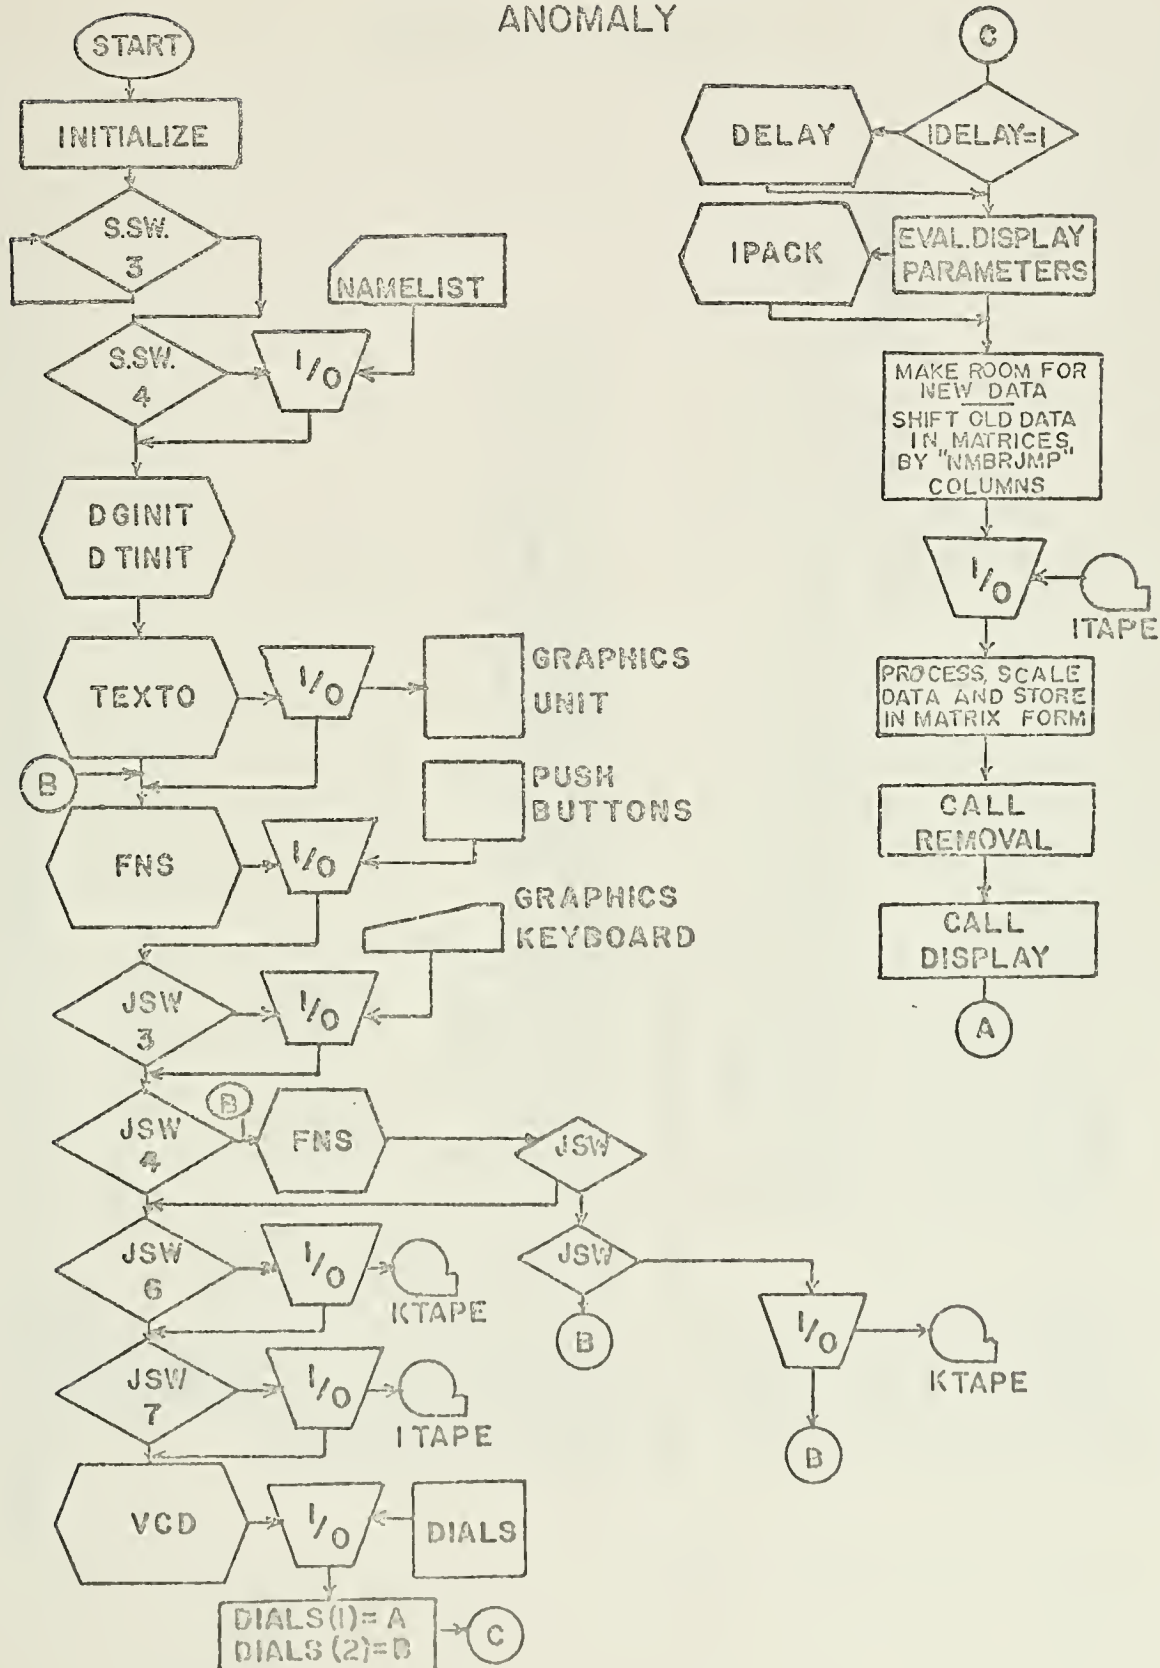 ANOMALY
START
INITIALIZE
S.SW.
3
NAMELIST
S.SW.
4
I/O
DGINIT
DTINIT
TEXTO
I/O
GRAPHICS
UNIT
B
PUSH
BUTTONS
FNS
I/O
GRAPHICS
KEYBOARD
JSW
3
I/O
B
JSW
4
FNS
JSW
JSW
6
I/O
KTAPE
JSW
B
I/O
KTAPE
B
JSW
7
I/O
ITAPE
VCD
I/O
DIALS
DIALS(1)=A
DIALS(2)=B
C
C
IDELAY=1
DELAY
EVAL.DISPLAY
PARAMETERS
IPACK
MAKE ROOM FOR
NEW DATA
SHIFT OLD DATA
IN MATRICES
BY "NMBRJMP"
COLUMNS
I/O
ITAPE
PROCESS, SCALE
DATA AND STORE
IN MATRIX FORM
CALL
REMOVAL
CALL
DISPLAY
A